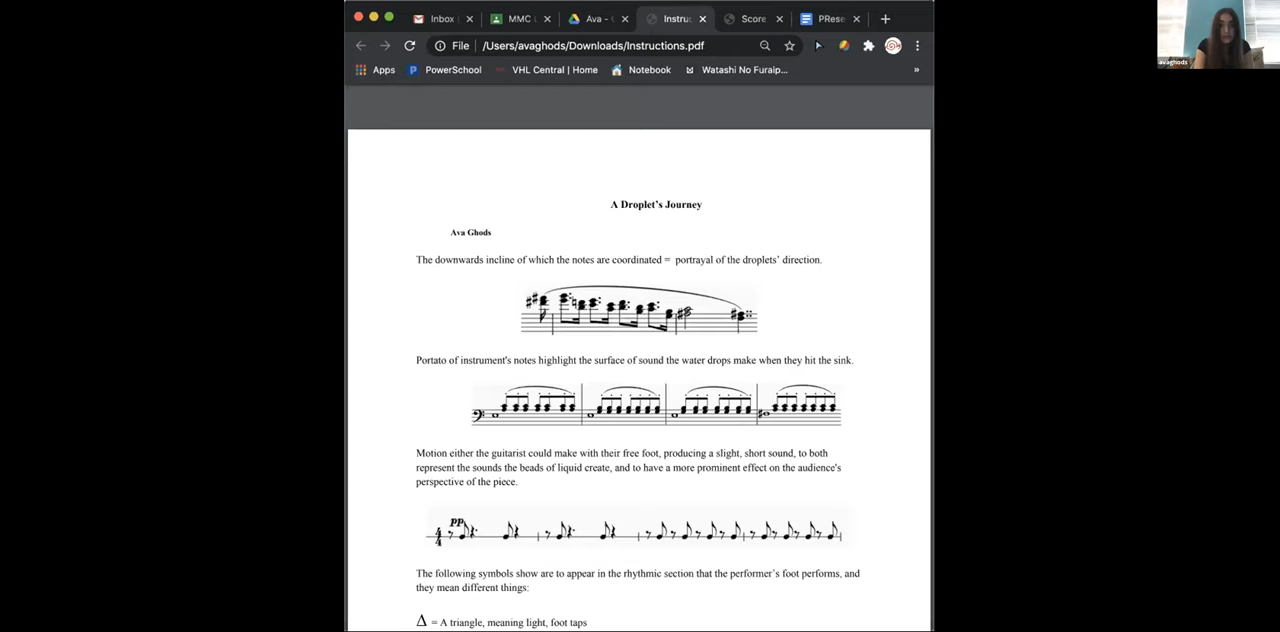 Inbox
MMC
Ava -
Instruc
Score
PRese
File
/Users/avaghods/Downloads/Instructions.pdf
Apps
PowerSchool
VHL Central | Home
Notebook
Watashi No Furaip...
»
avaghods
A Droplet's Journey
Ava Ghods
The downwards incline of which the notes are coordinated = portrayal of the droplets' direction.
Portato of instrument's notes highlight the surface of sound the water drops make when they hit the sink.
Motion either the guitarist could make with their free foot, producing a slight, short sound, to both
represent the sounds the beads of liquid create, and to have a more prominent effect on the audience's
perspective of the piece.
pp
4
4
The following symbols show are to appear in the rhythmic section that the performer's foot performs, and
they mean different things:
Δ = A triangle, meaning light, foot taps